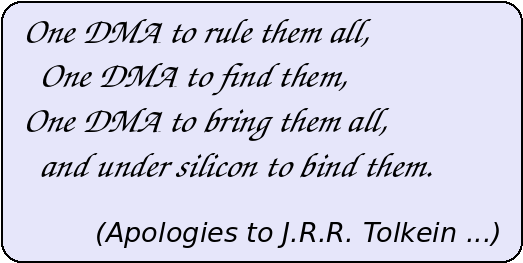 One DMA to rule them all,
One DMA to find them,
One DMA to bring them all,
and under silicon to bind them.
(Apologies to J.R.R. Tolkein ...)